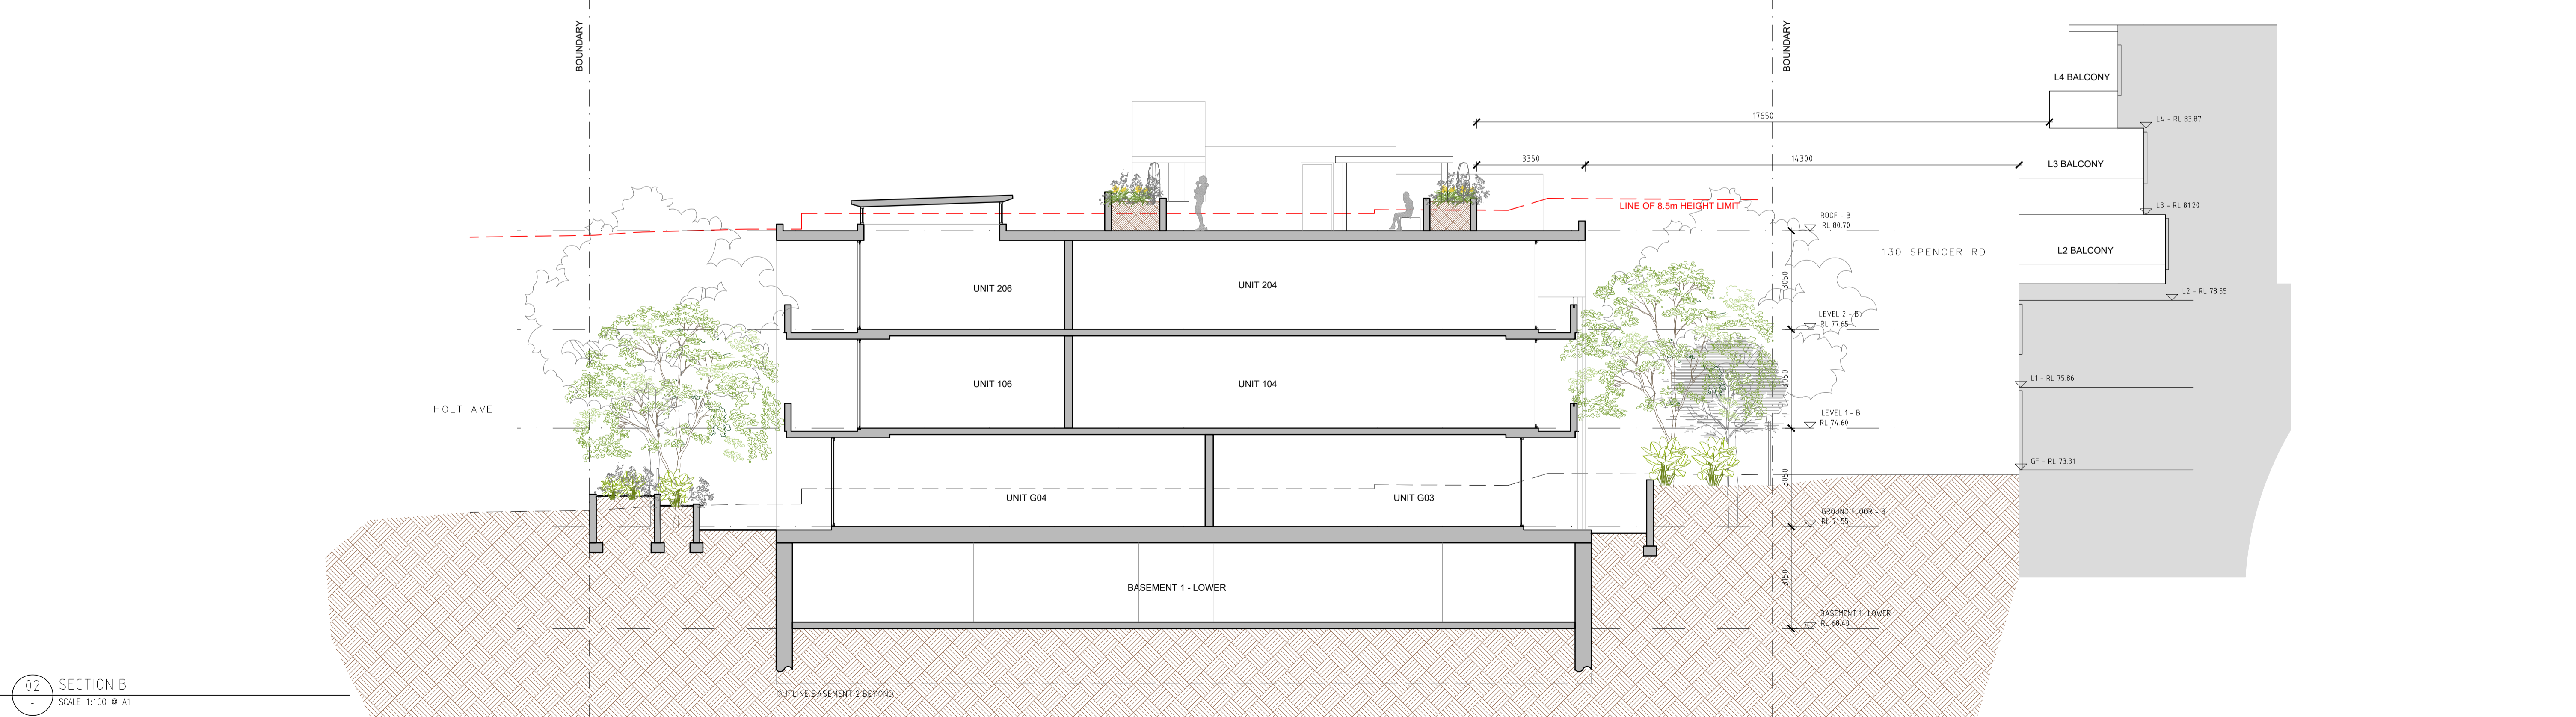 BOUNDARY
BOUNDARY
L4 BALCONY
17650
L4 - RL 83.87
3350
14300
L3 BALCONY
LINE OF 8.5m HEIGHT LIMIT
L3 - RL 81.20
ROOF - B
RL 80.70
130 SPENCER RD
L2 BALCONY
3050
UNIT 206
UNIT 204
L2 - RL 78.55
LEVEL 2 - B
RL 77.65
3050
UNIT 106
UNIT 104
L1 - RL 75.86
HOLT AVE
LEVEL 1 - B
RL 74.60
3050
GF - RL 73.31
UNIT G04
UNIT G03
GROUND FLOOR - B
RL 71.55
3150
BASEMENT 1 - LOWER
BASEMENT 1- LOWER
RL 68.40
OUTLINE BASEMENT 2 BEYOND
02
-
SECTION B
SCALE 1:100 @ A1